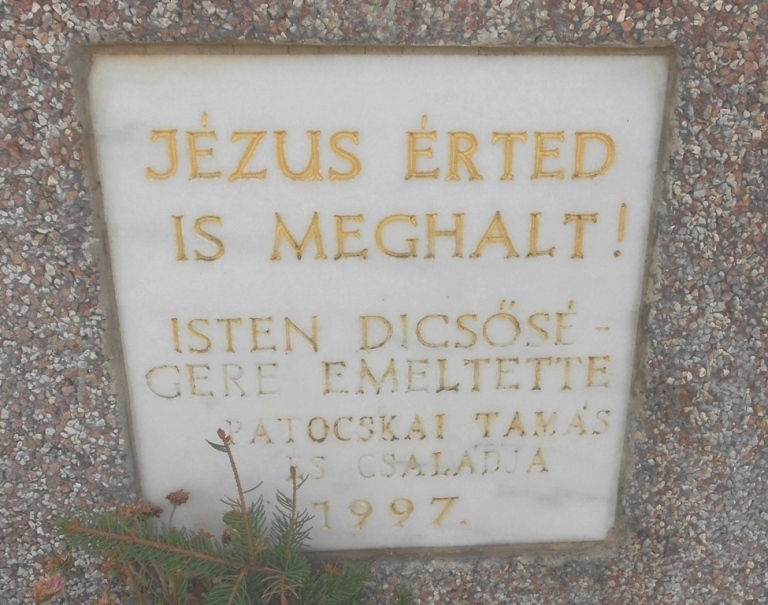 JÉZUS ÉRTED
IS MEGHALT!
ISTEN DICSŐSÉ-
GERE EMELTETTE
PATOCSKAI TAMÁS
ÉS CSALÁDJA
1997.